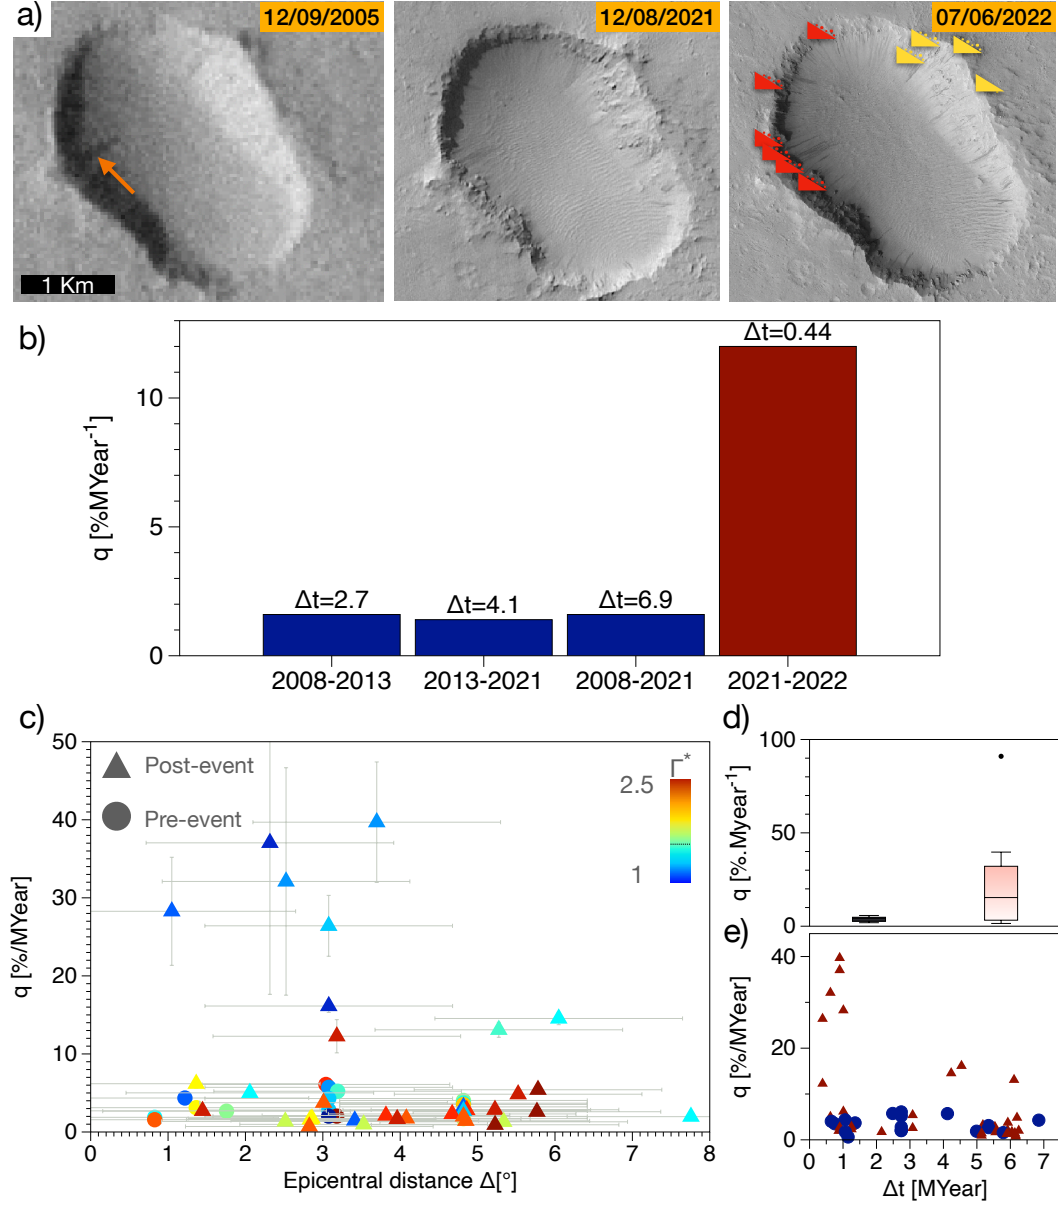 a)
12/09/2005
12/08/2021
07/06/2022
1 Km
b)
q [%MYear-1]
10
5
0
Δt=2.7
Δt=4.1
Δt=6.9
Δt=0.44
2008-2013
2013-2021
2008-2021
2021-2022
c)
q [%/MYear]
50
40
30
20
10
0
Post-event
Pre-event
Γ*
2.5
1
0 1 2 3 4 5 6 7 8
Epicentral distance Δ[°]
d)
q [%.Myear-1]
100
50
0
e)
q [%/MYear]
40
20
0
0 1 2 3 4 5 6 7
Δt [MYear]